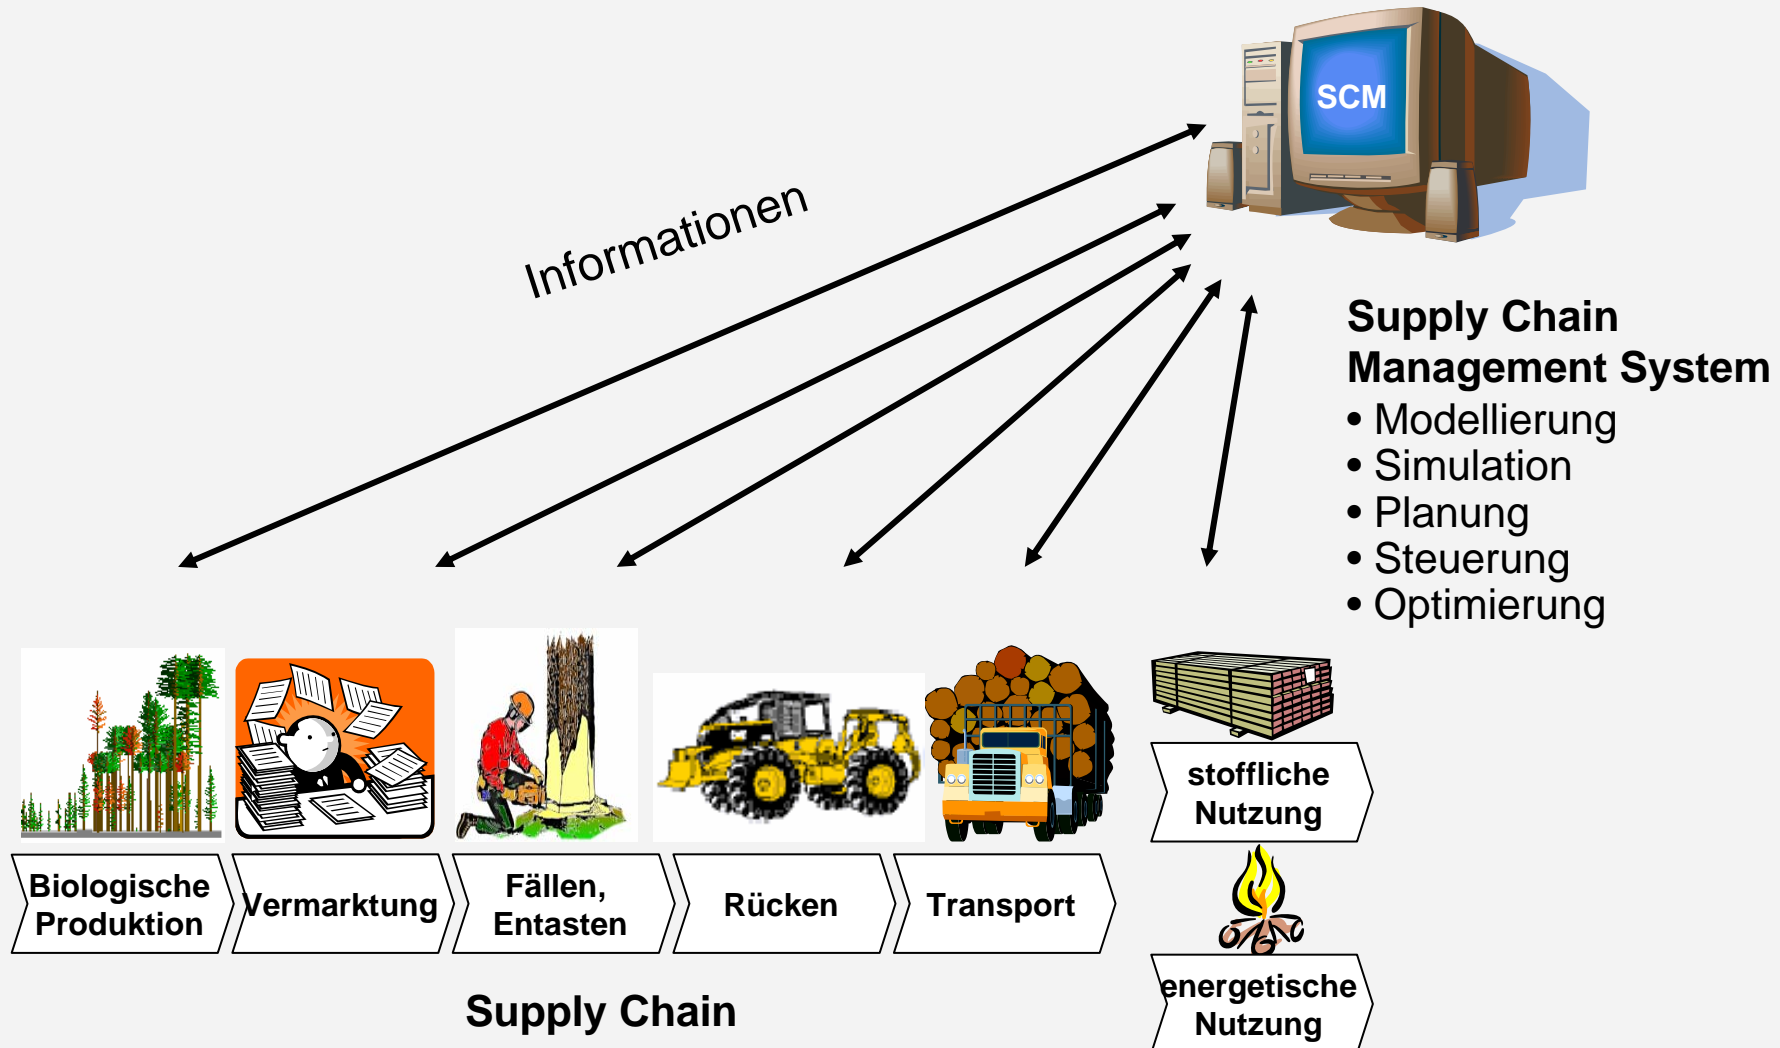 SCM
Informationen
Supply Chain
Management System
• Modellierung
• Simulation
• Planung
• Steuerung
• Optimierung
Biologische
Produktion
Vermarktung
Fällen,
Entasten
Rücken
Transport
stoffliche
Nutzung
energetische
Nutzung
Supply Chain